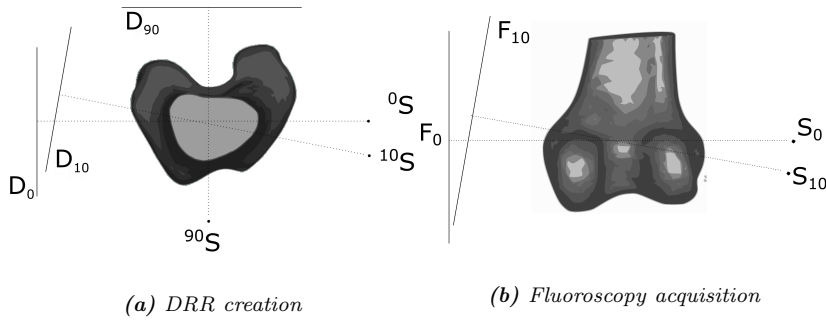 D₉₀
D₁₀
D₀
⁰S
¹⁰S
⁹⁰S
(a) DRR creation
F₁₀
F₀
S₀
S₁₀
(b) Fluoroscopy acquisition